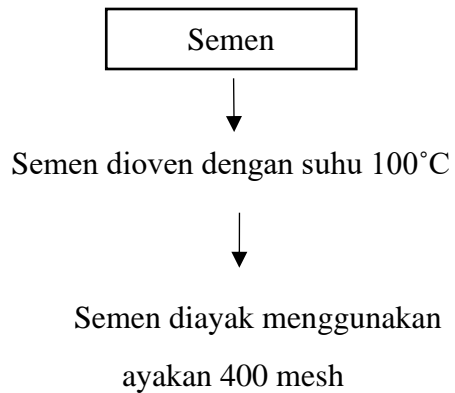 Semen
Semen dioven dengan suhu 100˚C
Semen diayak menggunakan
ayakan 400 mesh